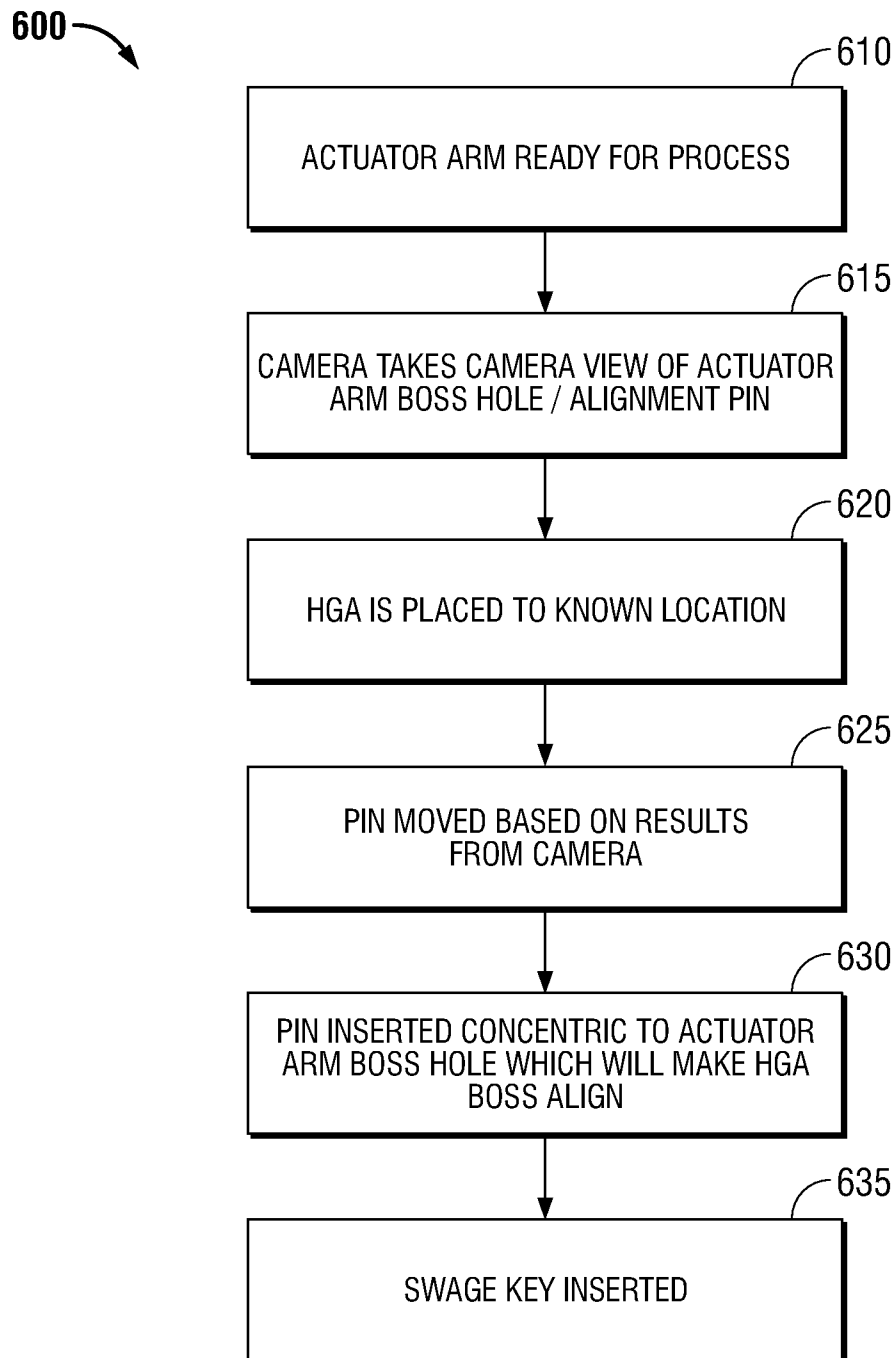 600
610
ACTUATOR ARM READY FOR PROCESS
615
CAMERA TAKES CAMERA VIEW OF ACTUATOR
ARM BOSS HOLE / ALIGNMENT PIN
620
HGA IS PLACED TO KNOWN LOCATION
625
PIN MOVED BASED ON RESULTS
FROM CAMERA
630
PIN INSERTED CONCENTRIC TO ACTUATOR
ARM BOSS HOLE WHICH WILL MAKE HGA
BOSS ALIGN
635
SWAGE KEY INSERTED